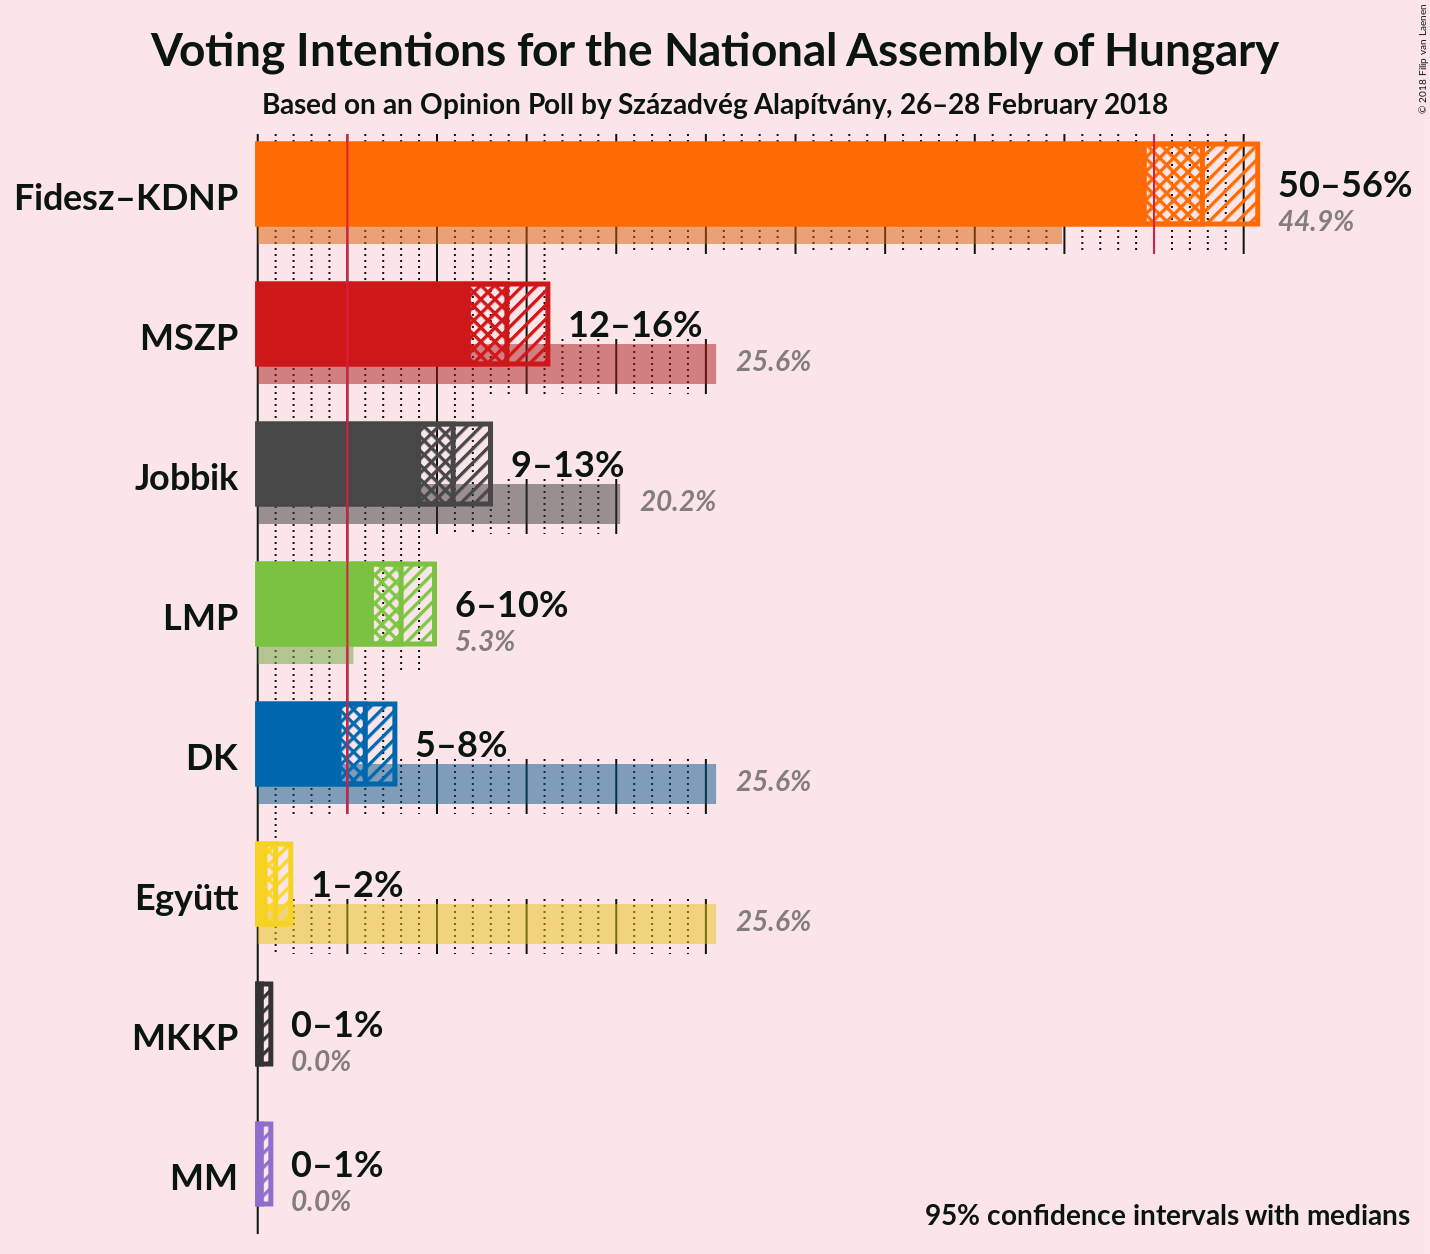 Voting Intentions for the National Assembly of Hungary
Based on an Opinion Poll by Századvég Alapítvány, 26–28 February 2018
© 2018 Filip van Laenen
Fidesz–KDNP
50–56%
44.9%
MSZP
12–16%
25.6%
Jobbik
9–13%
20.2%
LMP
6–10%
5.3%
DK
5–8%
25.6%
Együtt
1–2%
25.6%
MKKP
0–1%
0.0%
MM
0–1%
0.0%
95% confidence intervals with medians